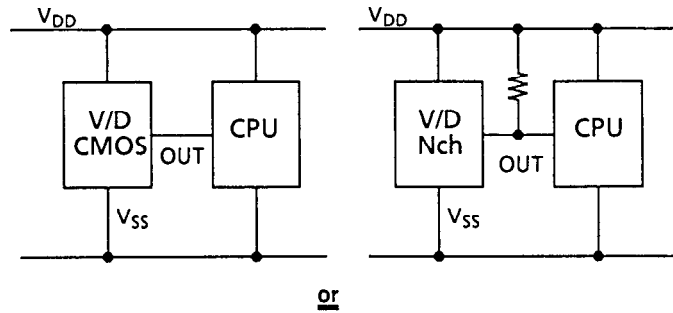 VDD
V/D
CMOS
OUT
CPU
VSS
VDD
V/D
Nch
OUT
CPU
VSS
or